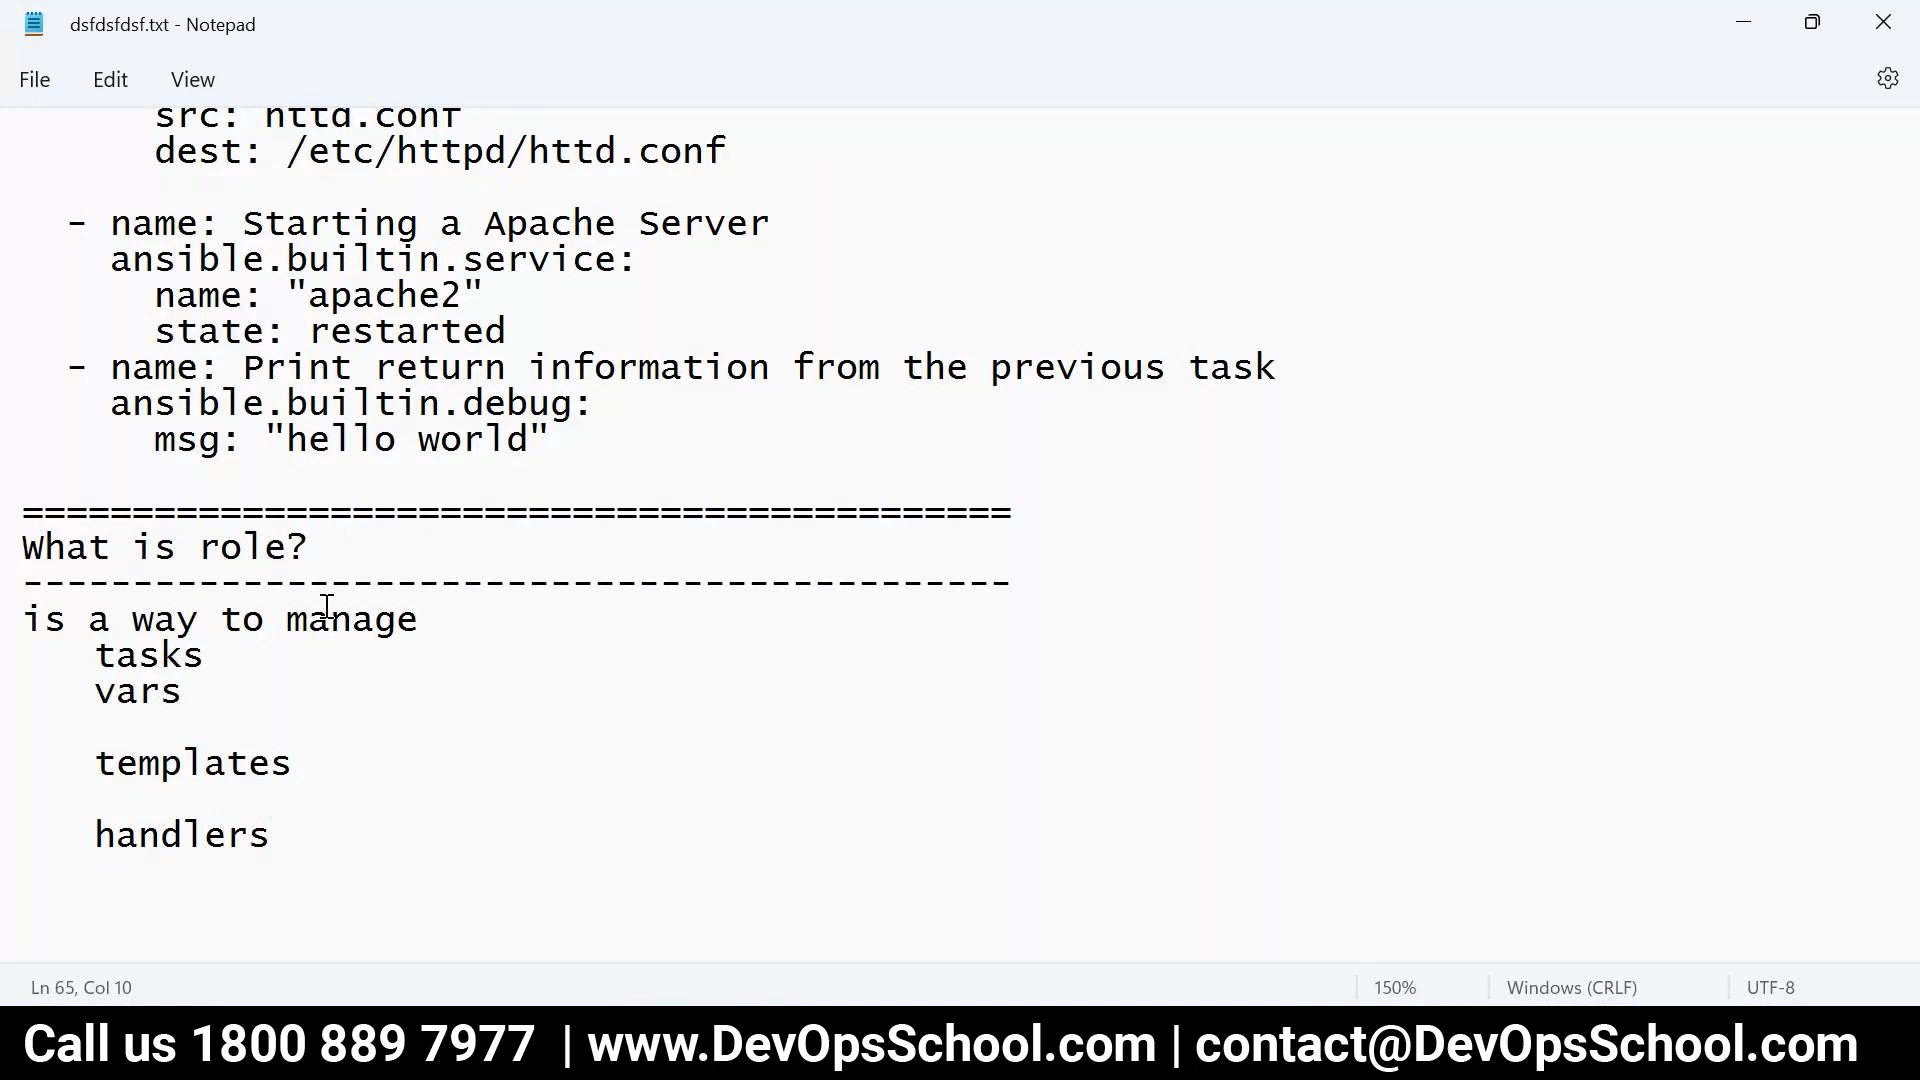 dsfdsfdsf.txt - Notepad
File Edit View
src: httd.conf
dest: /etc/httpd/httd.conf
- name: Starting a Apache Server
ansible.builtin.service:
name: "apache2"
state: restarted
- name: Print return information from the previous task
ansible.builtin.debug:
msg: "hello world"
=============================================
What is role?
---------------------------------------------
is a way to manage
tasks
vars
templates
handlers
Ln 65, Col 10 150% Windows (CRLF) UTF-8
Call us 1800 889 7977 | www.DevOpsSchool.com | contact@DevOpsSchool.com